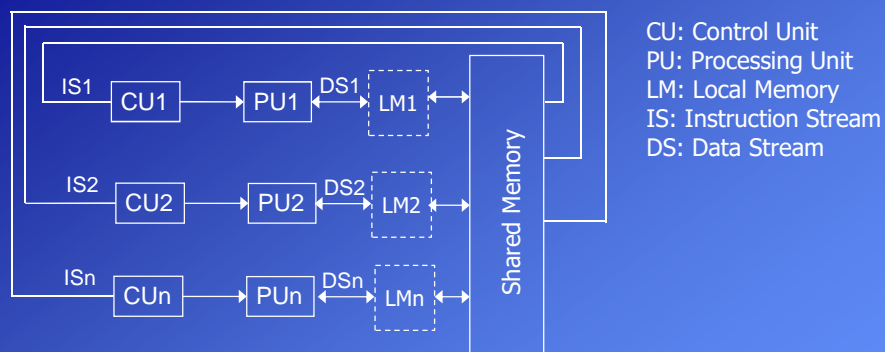 IS1
CU1
PU1
DS1
LM1
IS2
CU2
PU2
DS2
LM2
ISn
CUn
PUn
DSn
LMn
Shared Memory
CU: Control Unit
PU: Processing Unit
LM: Local Memory
IS: Instruction Stream
DS: Data Stream